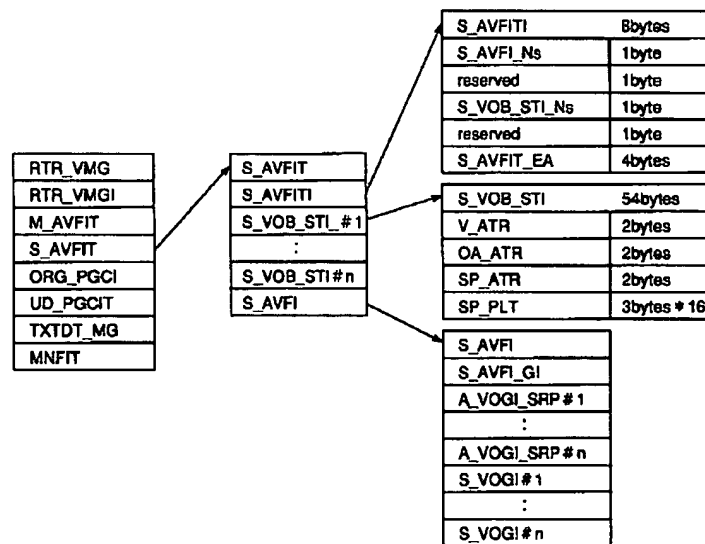 RTR_VMG
RTR_VMGI
M_AVFIT
S_AVFIT
ORG_PGCI
UD_PGCIT
TXTDT_MG
MNFIT
S_AVFIT
S_AVFITI
S_VOB_STI_#1
:
S_VOB_STI#n
S_AVFI
S_AVFITI 8bytes
S_AVFI_Ns 1byte
reserved 1byte
S_VOB_STI_Ns 1byte
reserved 1byte
S_AVFIT_EA 4bytes
S_VOB_STI 54bytes
V_ATR 2bytes
OA_ATR 2bytes
SP_ATR 2bytes
SP_PLT 3bytes*16
S_AVFI
S_AVFI_GI
A_VOGI_SRP#1
:
A_VOGI_SRP#n
S_VOGI#1
:
S_VOGI#n